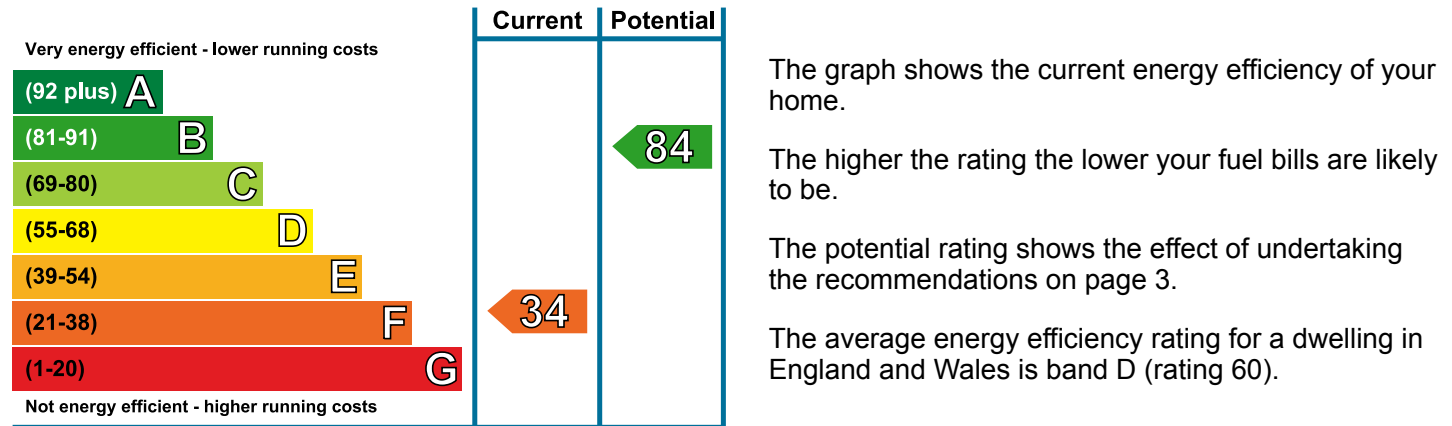 Current Potential
Very energy efficient - lower running costs
(92 plus) A
(81-91) B
84
(69-80) C
(55-68) D
(39-54) E
(21-38) F
34
(1-20) G
Not energy efficient - higher running costs
The graph shows the current energy efficiency of your
home.
The higher the rating the lower your fuel bills are likely
to be.
The potential rating shows the effect of undertaking
the recommendations on page 3.
The average energy efficiency rating for a dwelling in
England and Wales is band D (rating 60).